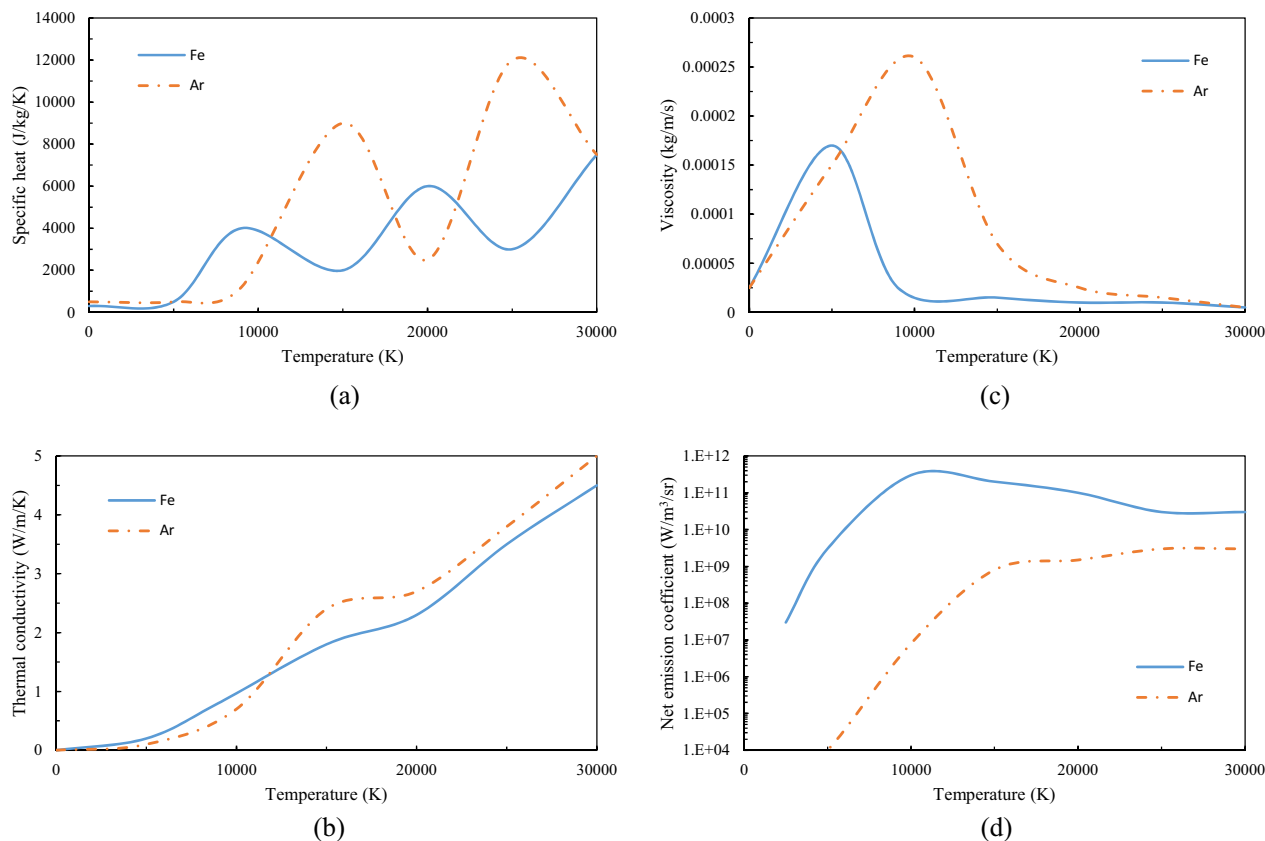 14000
12000
10000
8000
6000
4000
2000
0
Specific heat (J/kg/K)
Fe
Ar
0 10000 20000 30000
Temperature (K)
(a)
0.0003
0.00025
0.0002
0.00015
0.0001
0.00005
0
Viscosity (kg/m/s)
Fe
Ar
0 10000 20000 30000
Temperature (K)
(c)
5
4
3
2
1
0
Thermal conductivity (W/m/K)
Fe
Ar
0 10000 20000 30000
Temperature (K)
(b)
1.E+12
1.E+11
1.E+10
1.E+09
1.E+08
1.E+07
1.E+06
1.E+05
1.E+04
Net emission coefficient (W/m³/sr)
Fe
Ar
0 10000 20000 30000
Temperature (K)
(d)